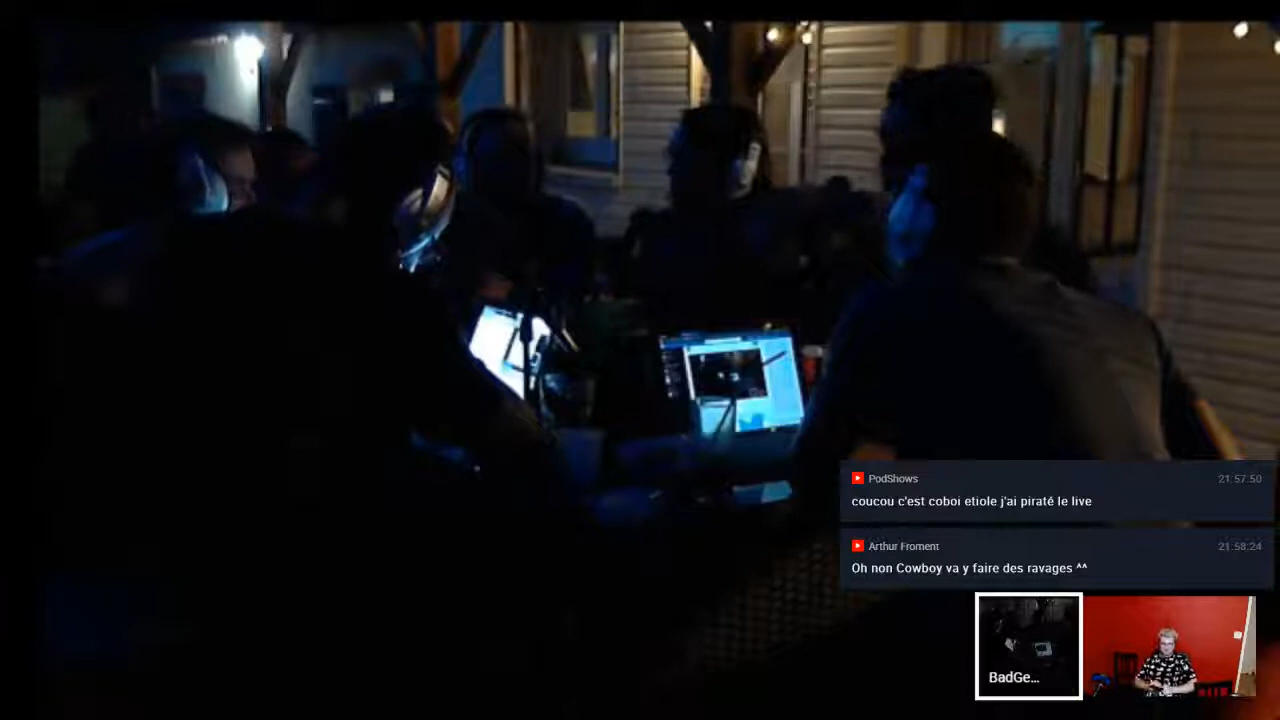 PodShows
21:57:50
coucou c'est coboi etiole j'ai piraté le live
Arthur Froment
21:58:24
Oh non Cowboy va y faire des ravages ^^
BadGe...